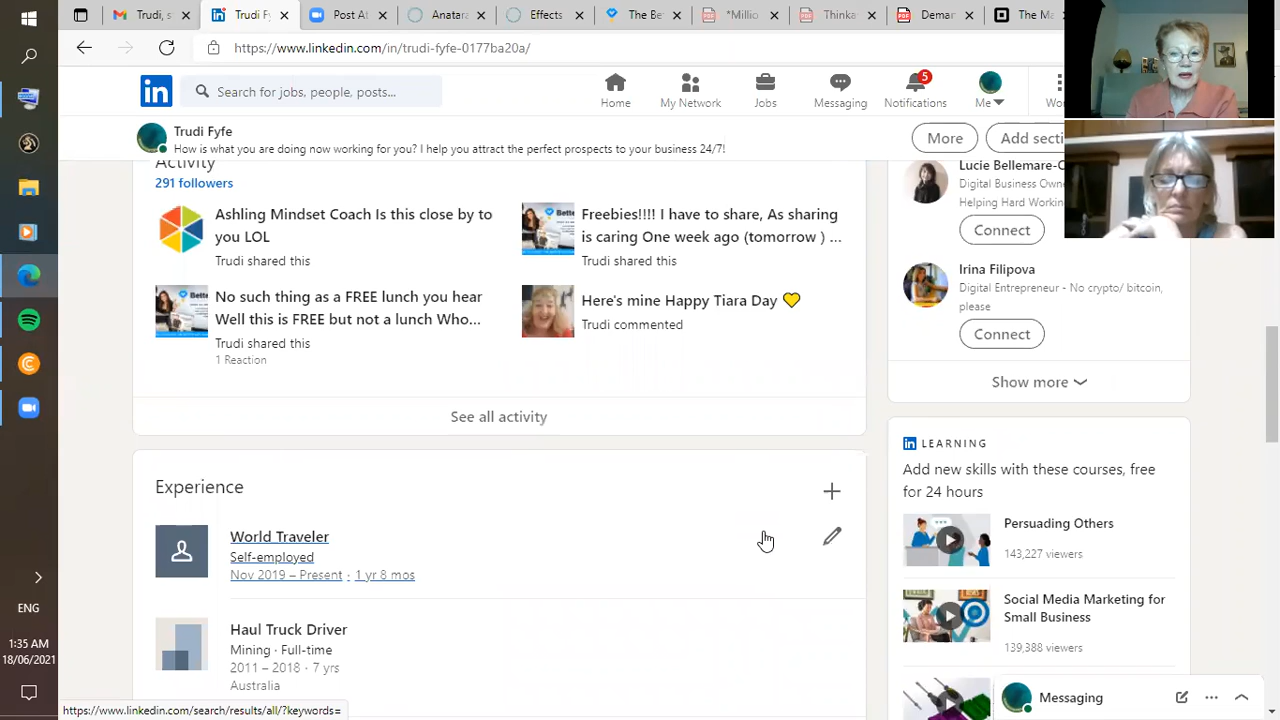 Trudi,
Trudi Fy
Post At
Anatar
Effects
The Be
*Millio
Think
Demar
The Ma
https://www.linkedin.com/in/trudi-fyfe-0177ba20a/
in
Search for jobs, people, posts...
Home
My Network
Jobs
Messaging
5
Notifications
Me
Wo
Trudi Fyfe
How is what you are doing now working for you? I help you attract the perfect prospects to your business 24/7!
More
Add secti
Activity
291 followers
Ashling Mindset Coach Is this close by to
you LOL
Trudi shared this
Freebies!!!! I have to share, As sharing
is caring One week ago (tomorrow ) ...
Trudi shared this
No such thing as a FREE lunch you hear
Well this is FREE but not a lunch Who...
Trudi shared this
1 Reaction
Here's mine Happy Tiara Day 💛
Trudi commented
See all activity
Experience
World Traveler
Self-employed
Nov 2019 – Present · 1 yr 8 mos
Haul Truck Driver
Mining · Full-time
2011 – 2018 · 7 yrs
Australia
Lucie Bellemare-C
Digital Business Own
Helping Hard Workin
Connect
Irina Filipova
Digital Entrepreneur - No crypto/ bitcoin,
please
Connect
Show more
in LEARNING
Add new skills with these courses, free
for 24 hours
Persuading Others
143,227 viewers
Social Media Marketing for
Small Business
139,388 viewers
Messaging
ENG
1:35 AM
18/06/2021
https://www.linkedin.com/search/results/all/?keywords=